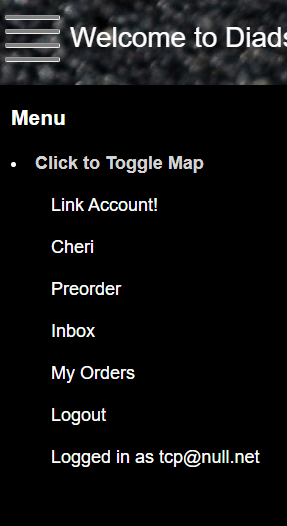 Welcome to Diads
Menu
Click to Toggle Map
Link Account!
Cheri
Preorder
Inbox
My Orders
Logout
Logged in as tcp@null.net